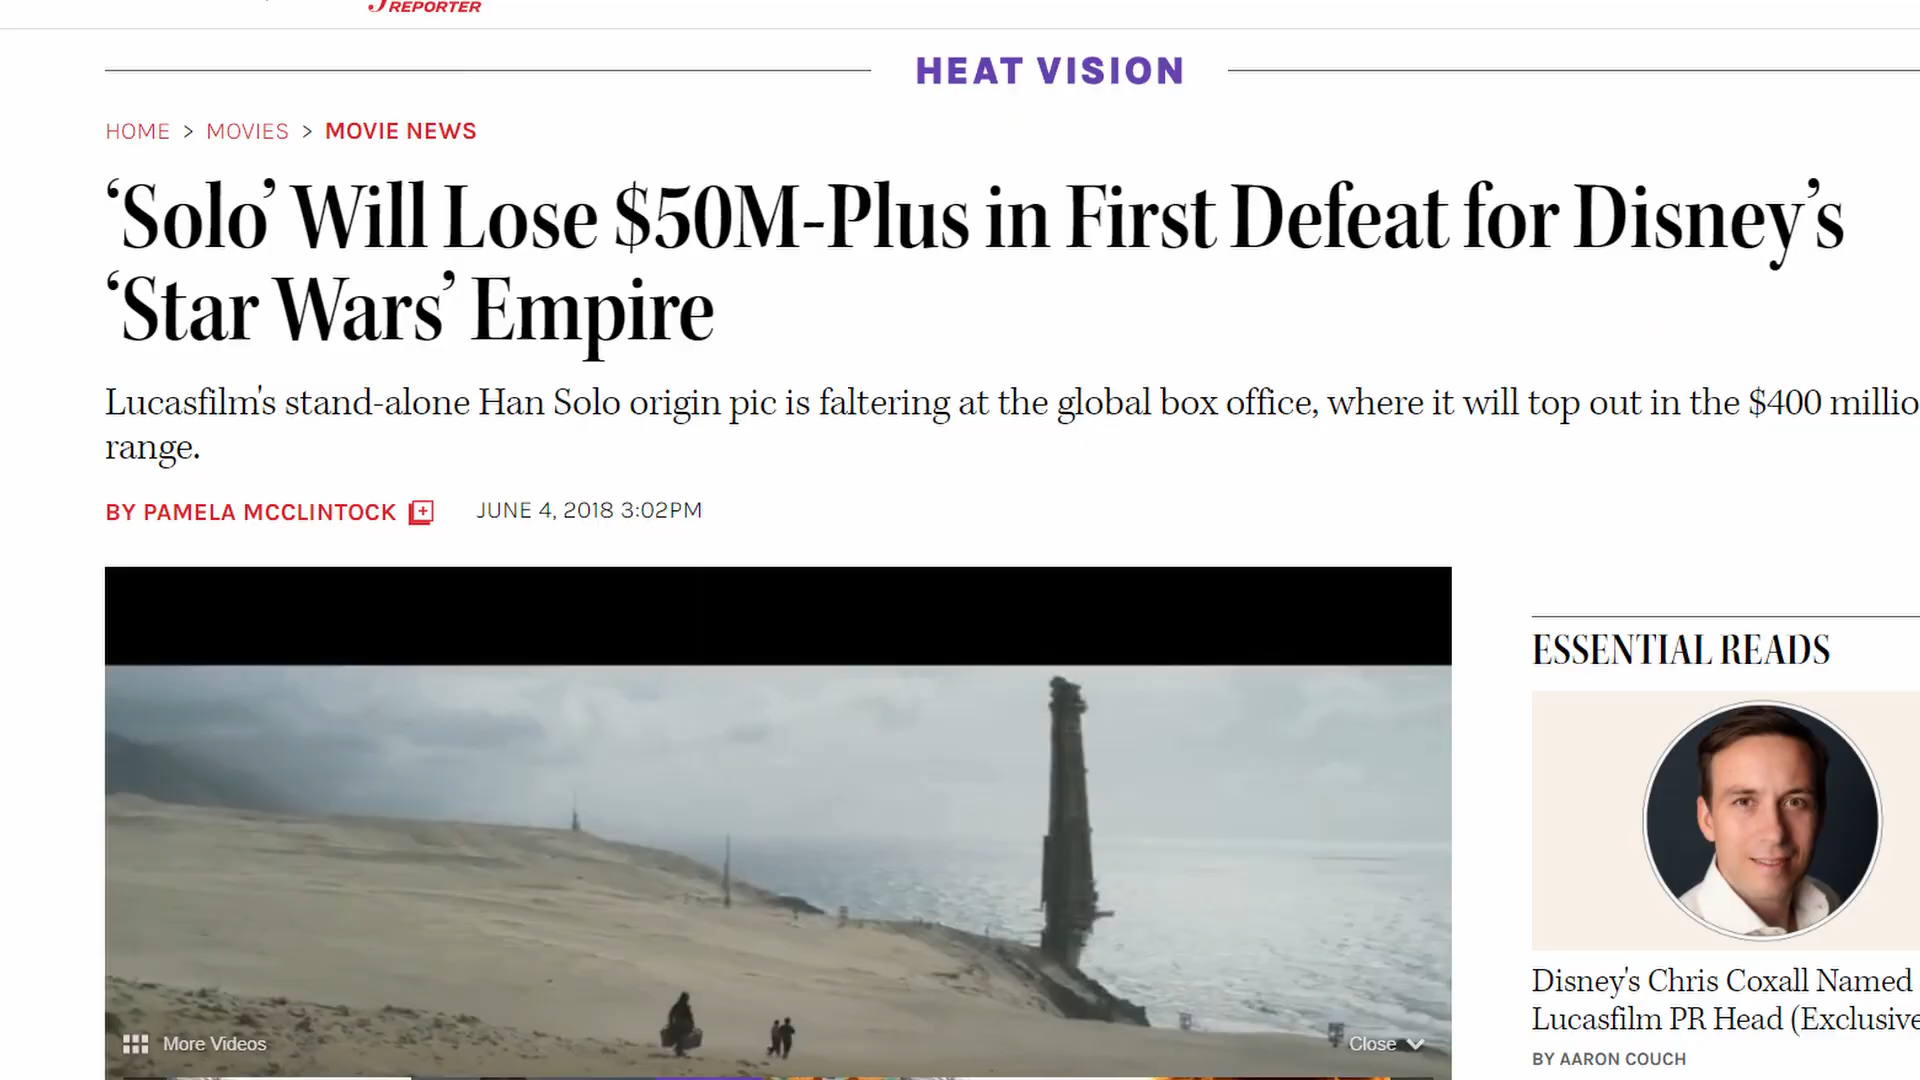 REPORTER
HEAT VISION
HOME > MOVIES > MOVIE NEWS
‘Solo’ Will Lose $50M-Plus in First Defeat for Disney’s
‘Star Wars’ Empire
Lucasfilm's stand-alone Han Solo origin pic is faltering at the global box office, where it will top out in the $400 millio
range.
BY PAMELA MCCLINTOCK
JUNE 4, 2018 3:02PM
More Videos
Close
ESSENTIAL READS
Disney's Chris Coxall Named
Lucasfilm PR Head (Exclusive
BY AARON COUCH